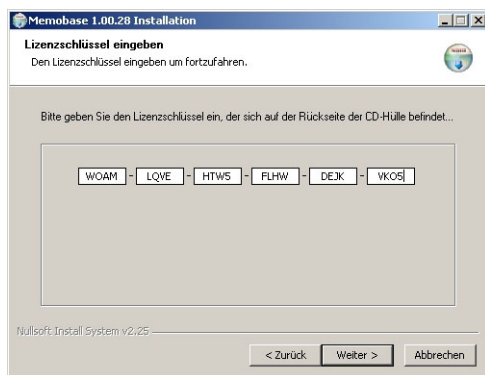 Memobase 1.00.28 Installation
Lizenzschlüssel eingeben
Den Lizenzschlüssel eingeben um fortzufahren.
Bitte geben Sie den Lizenzschlüssel ein, der sich auf der Rückseite der CD-Hülle befindet...
WOAM - LQVE - HTW5 - FLHW - DEJK - VKO5
Nullsoft Install System v2.25
< Zurück Weiter > Abbrechen